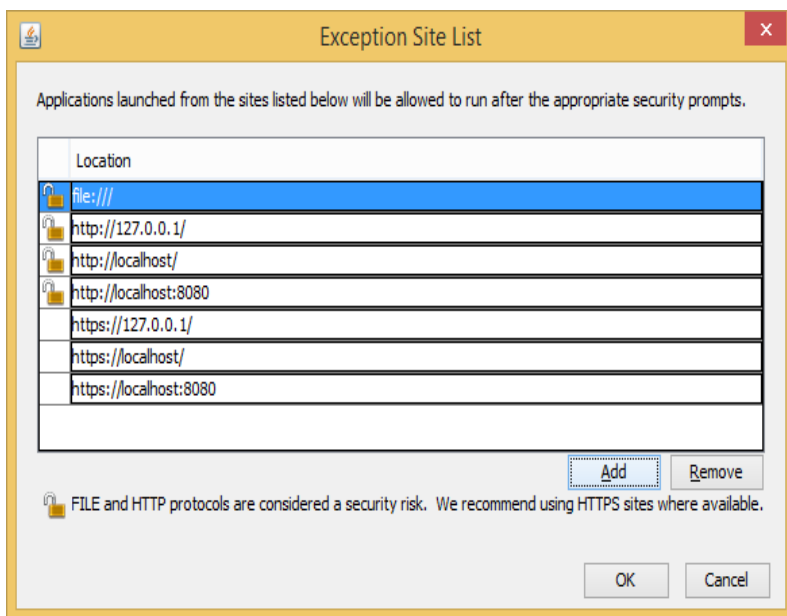 Exception Site List
x
Applications launched from the sites listed below will be allowed to run after the appropriate security prompts.
Location
file:///
http://127.0.0.1/
http://localhost/
http://localhost:8080
https://127.0.0.1/
https://localhost/
https://localhost:8080
Add Remove
FILE and HTTP protocols are considered a security risk. We recommend using HTTPS sites where available.
OK Cancel